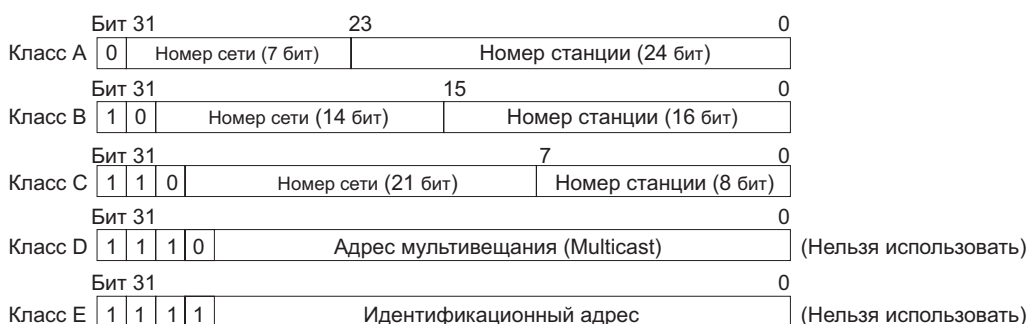 Бит 31 23 0
Класс A 0 Номер сети (7 бит) Номер станции (24 бит)
Бит 31 15 0
Класс B 1 0 Номер сети (14 бит) Номер станции (16 бит)
Бит 31 7 0
Класс C 1 1 0 Номер сети (21 бит) Номер станции (8 бит)
Бит 31 0
Класс D 1 1 1 0 Адрес мультивещания (Multicast) (Нельзя использовать)
Бит 31 0
Класс E 1 1 1 1 Идентификационный адрес (Нельзя использовать)